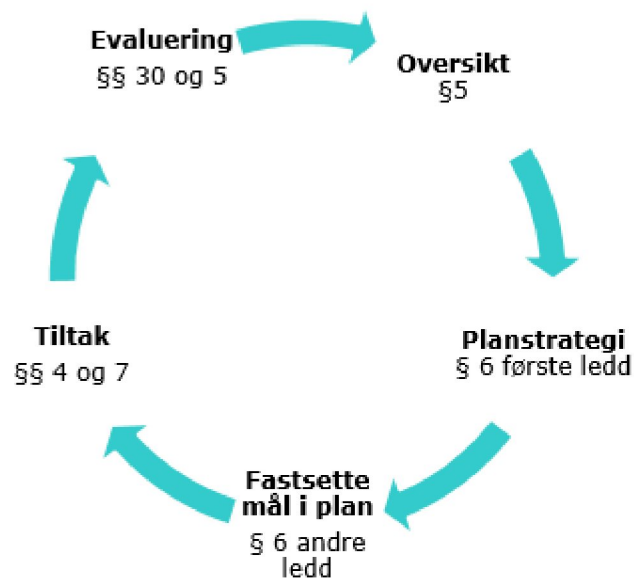 Evaluering
§§ 30 og 5
Oversikt
§5
Planstrategi
§ 6 første ledd
Fastsette
mål i plan
§ 6 andre
ledd
Tiltak
§§ 4 og 7